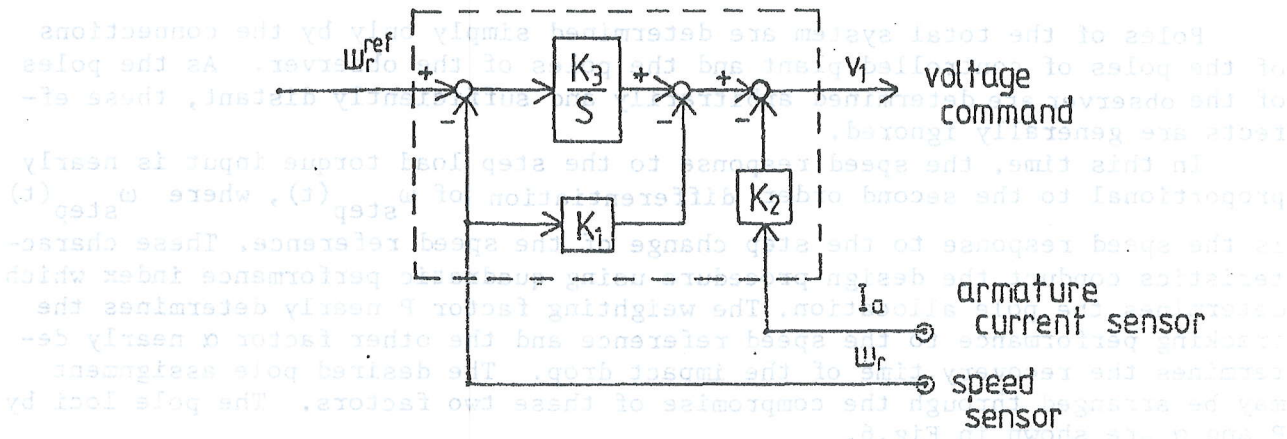 ωr^ref
+
-
K3
S
+
-
+
-
V1
voltage
command
K1
K2
Ia
armature
current sensor
ωr
speed
sensor
Poles of the total system are determined simply only by the connections
of the poles of controlled plant and the poles of the observer. As the poles
of the observer are determined arbitrarily and sufficiently distant, these ef-
fects are generally ignored.
In this time, the speed response to the step load torque input is nearly
proportional to the second order differentiation of ω step (t), where ω step (t)
is the speed response to the step change of the speed reference. These charac-
teristics conduct the design procedure using quadratic performance index which
determines the pole allocation. The weighting factor R nearly determines the
tracking performance to the speed reference and the other factor α nearly de-
termines the recovery time of the impact drop. The desired pole assignment
may be arranged through the compromise of these two factors. The pole loci by
R and α are shown in Fig.6.